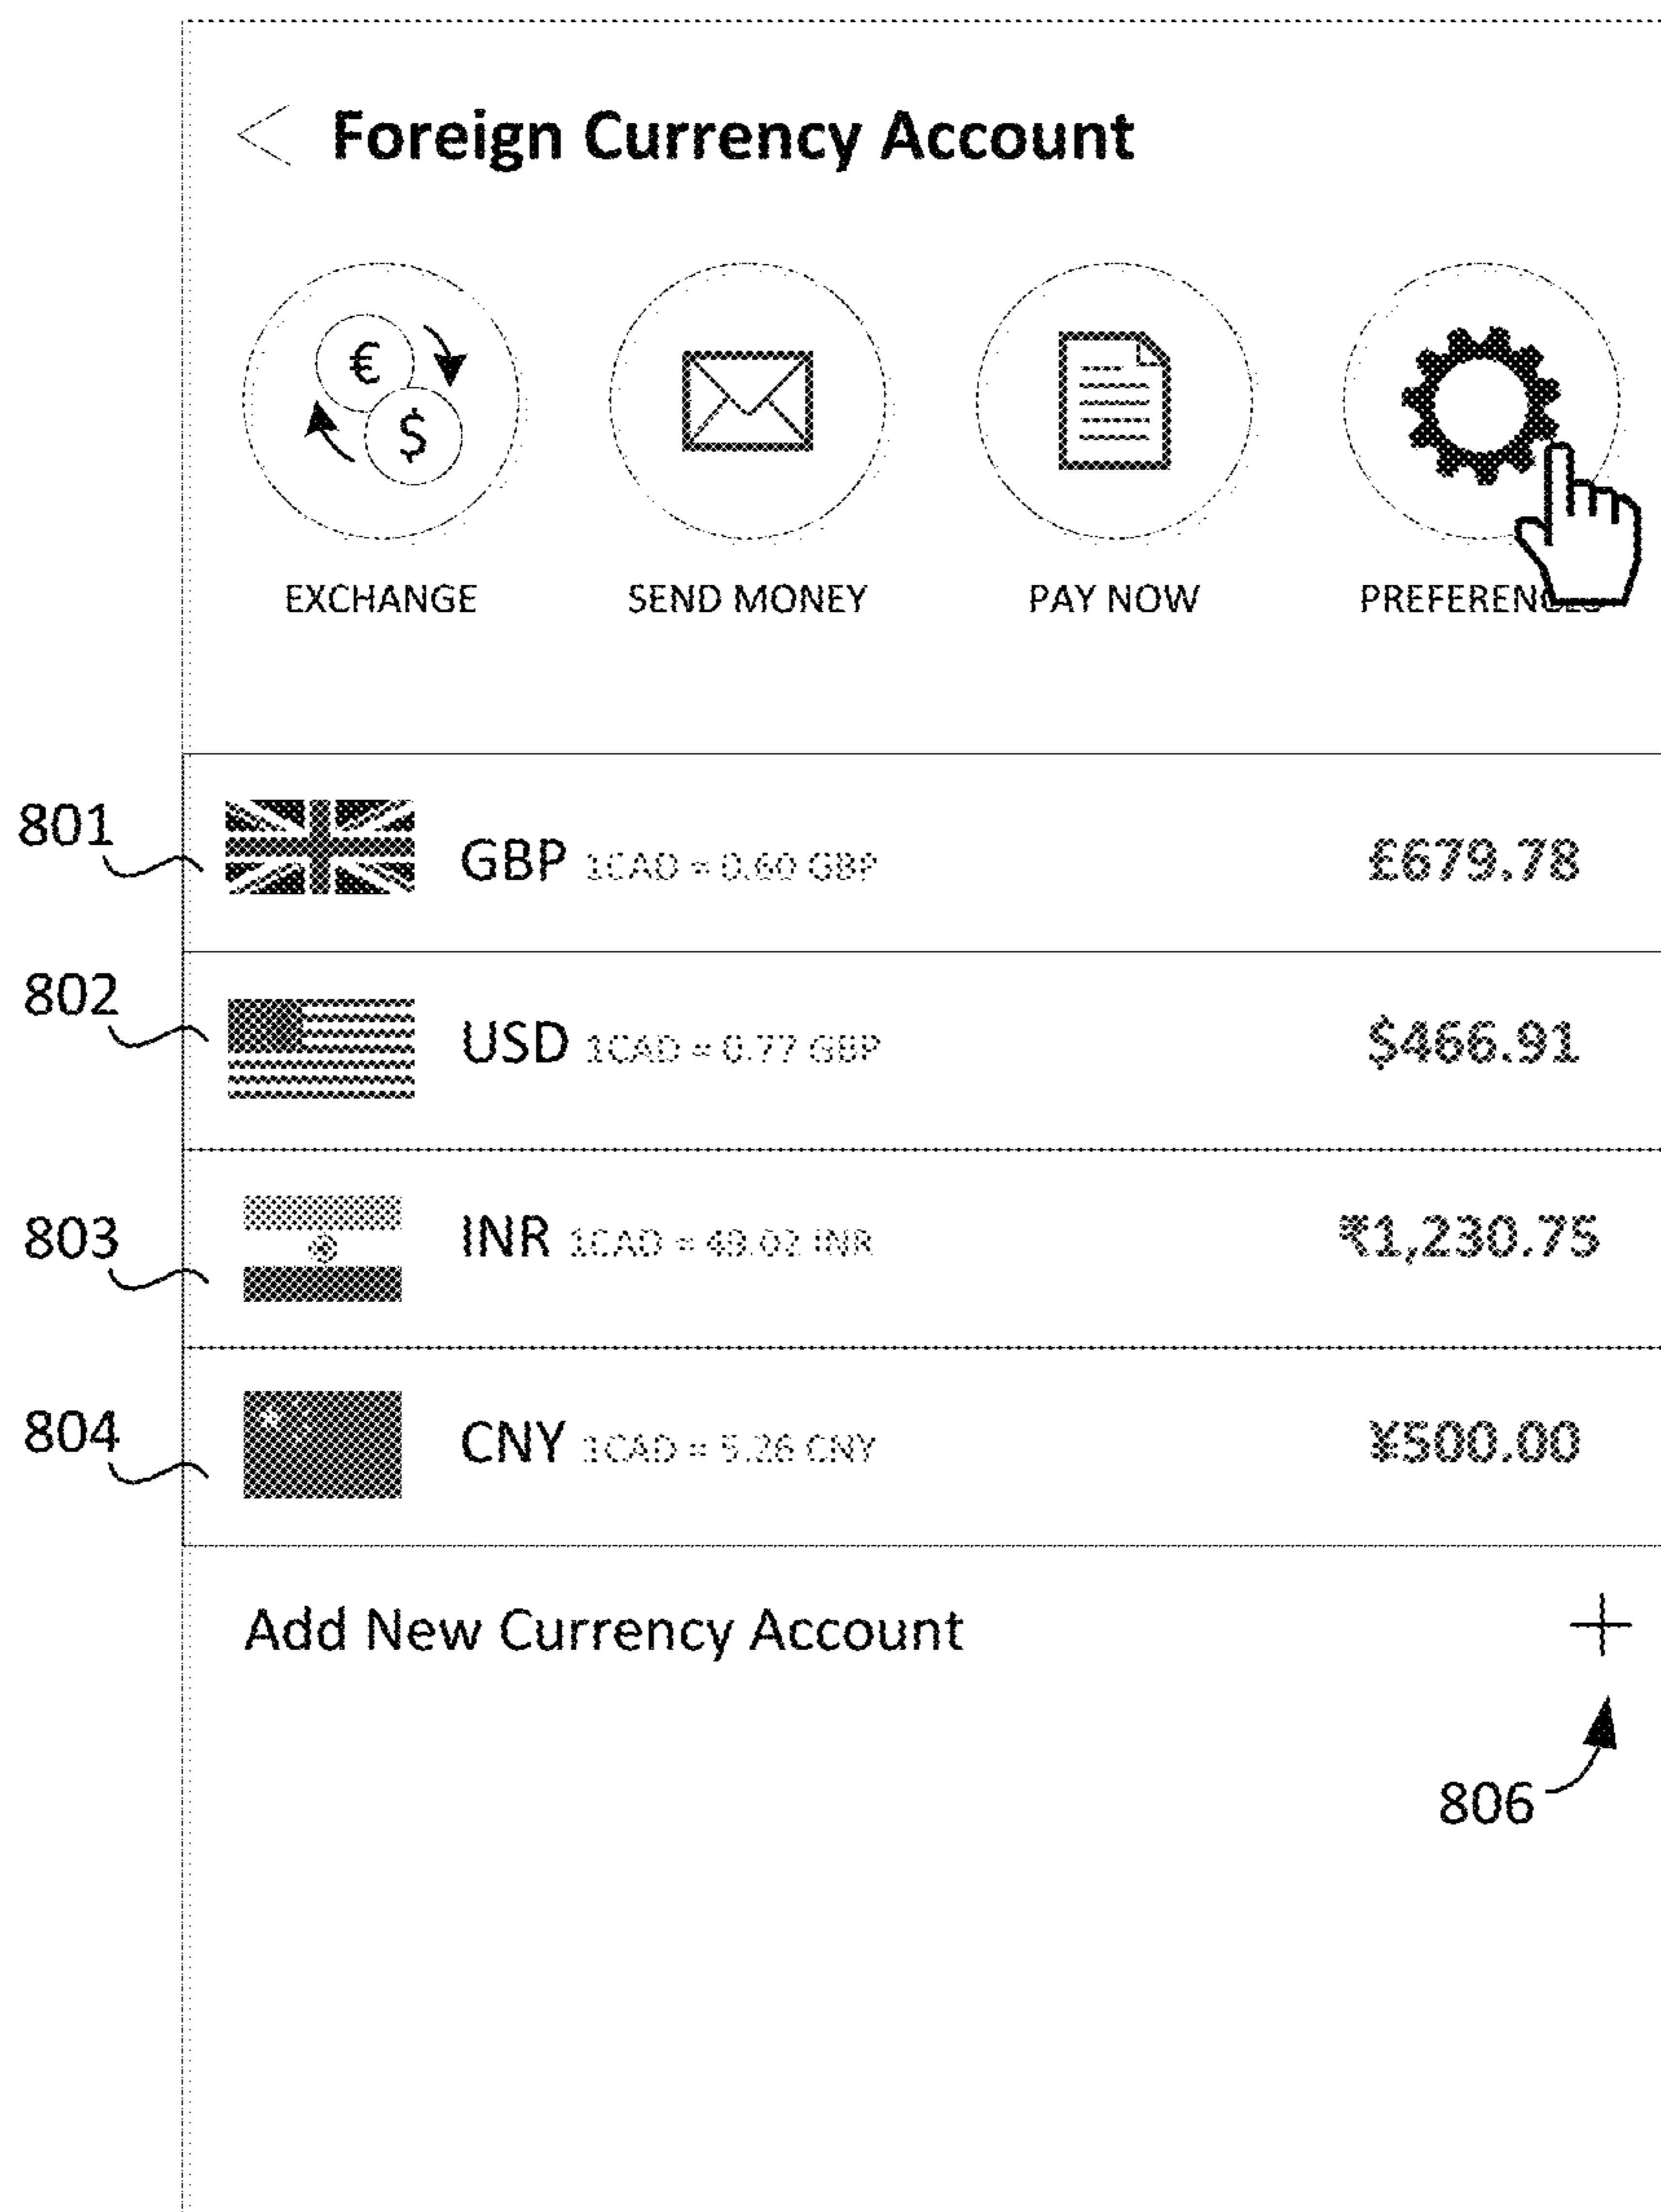 Foreign Currency Account
€
$
EXCHANGE SEND MONEY PAY NOW PREFERENCES
801 GBP 1CAD = 0.60 GBP £679.78
802 USD 1CAD = 0.77 GBP $466.91
803 INR 1CAD = 49.02 INR ₹1,230.75
804 CNY 1CAD = 5.26 CNY ¥500.00
Add New Currency Account +
806